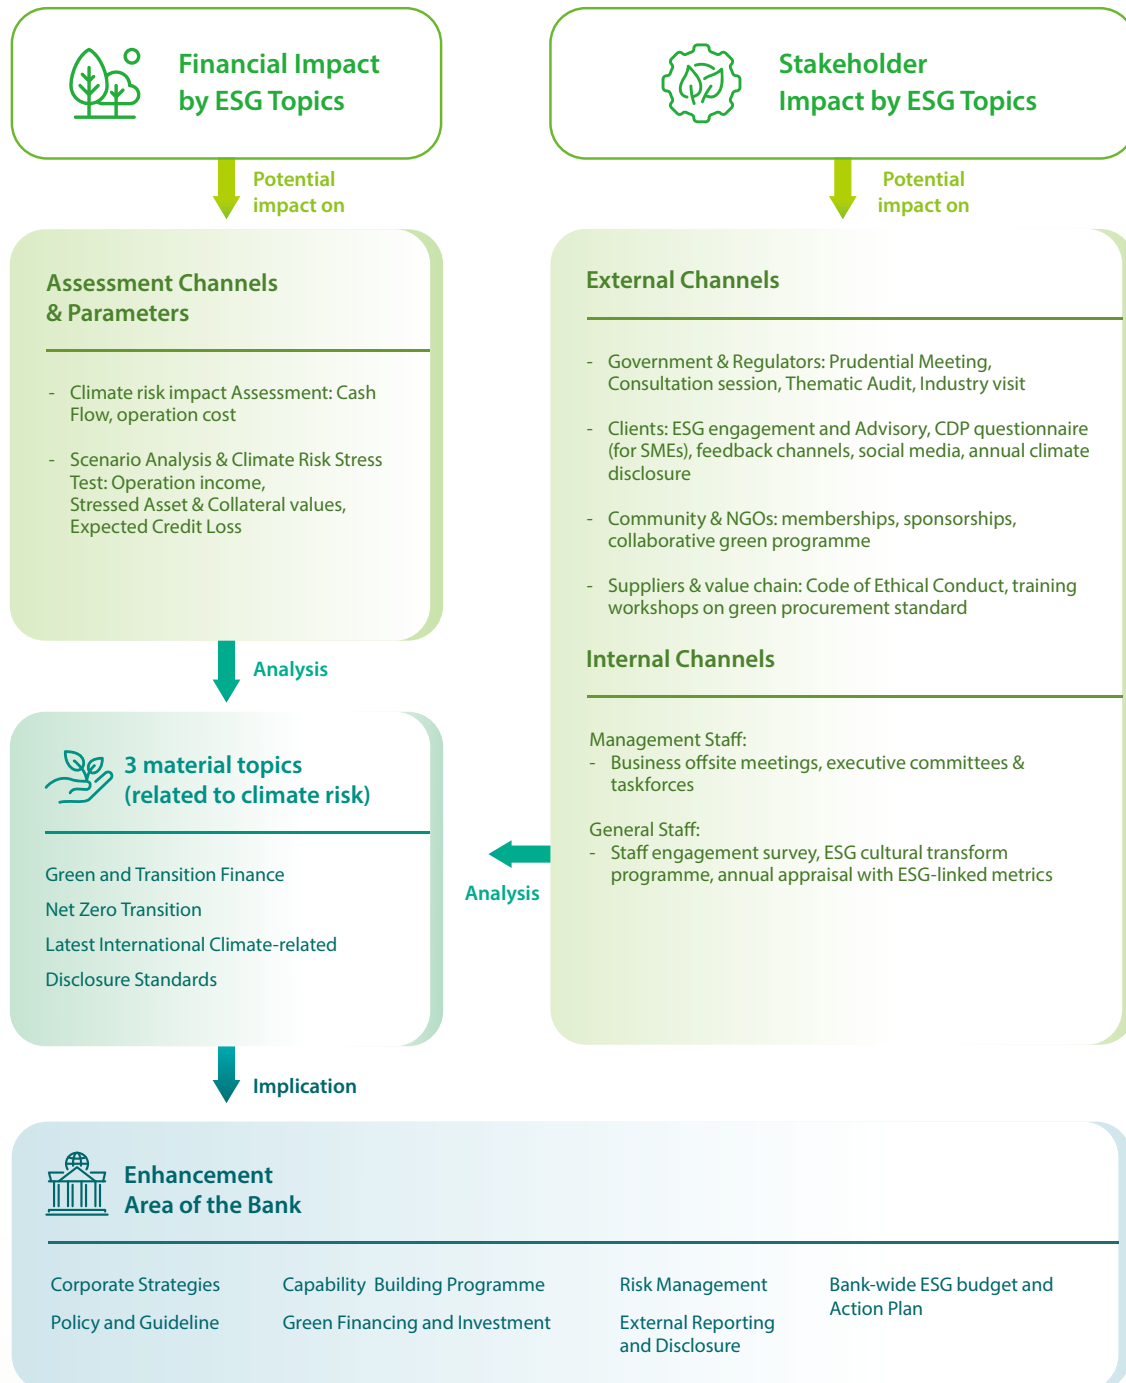 Financial Impact
by ESG Topics
Potential
impact on
Assessment Channels
& Parameters
- Climate risk impact Assessment: Cash
Flow, operation cost
- Scenario Analysis & Climate Risk Stress
Test: Operation income,
Stressed Asset & Collateral values,
Expected Credit Loss
Analysis
3 material topics
(related to climate risk)
Green and Transition Finance
Net Zero Transition
Latest International Climate-related
Disclosure Standards
Stakeholder
Impact by ESG Topics
Potential
impact on
External Channels
- Government & Regulators: Prudential Meeting,
Consultation session, Thematic Audit, Industry visit
- Clients: ESG engagement and Advisory, CDP questionnaire
(for SMEs), feedback channels, social media, annual climate
disclosure
- Community & NGOs: memberships, sponsorships,
collaborative green programme
- Suppliers & value chain: Code of Ethical Conduct, training
workshops on green procurement standard
Internal Channels
Management Staff:
- Business offsite meetings, executive committees &
taskforces
General Staff:
- Staff engagement survey, ESG cultural transform
programme, annual appraisal with ESG-linked metrics
Analysis
Implication
Enhancement
Area of the Bank
Corporate Strategies
Policy and Guideline
Capability Building Programme
Green Financing and Investment
Risk Management
External Reporting
and Disclosure
Bank-wide ESG budget and
Action Plan